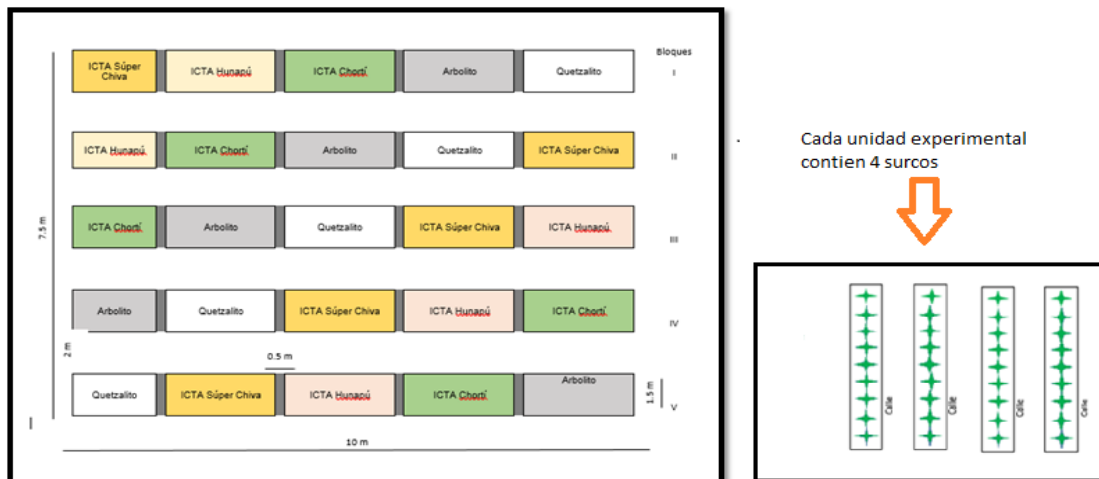 Bloques
ICTA Súper
Chiva
ICTA Hunapú
ICTA Chortí
Arbolito
Quetzalito
I
ICTA Hunapú
ICTA Chortí
Arbolito
Quetzalito
ICTA Súper Chiva
II
ICTA Chortí
Arbolito
Quetzalito
ICTA Súper Chiva
ICTA Hunapú
III
7.5 m
Arbolito
Quetzalito
ICTA Súper Chiva
ICTA Hunapú
ICTA Chortí
IV
2 m
0.5 m
Quetzalito
ICTA Súper Chiva
ICTA Hunapú
ICTA Chortí
Arbolito
1.5 m
V
10 m
Cada unidad experimental
contien 4 surcos
Calle
Calle
Calle
Calle